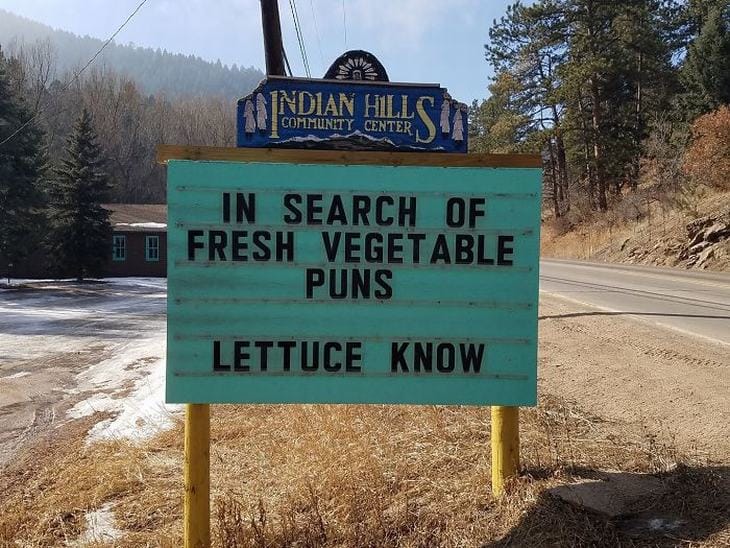 INDIAN HILLS
COMMUNITY CENTER
IN SEARCH OF
FRESH VEGETABLE
PUNS
LETTUCE KNOW